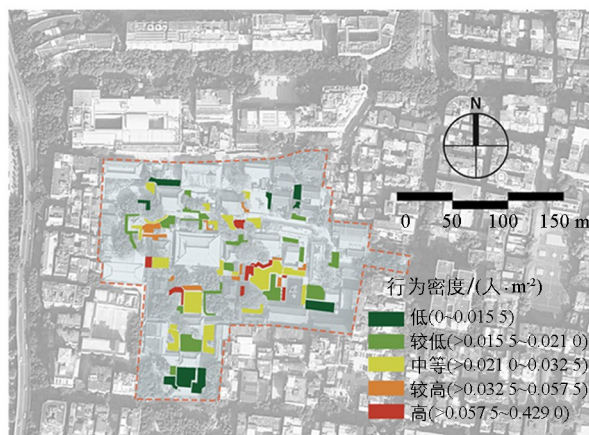 N
0 50 100 150 m
行为密度/(人·m⁻²)
低(0~0.015 5)
较低(>0.015 5~0.021 0)
中等(>0.021 0~0.032 5)
较高(>0.032 5~0.057 5)
高(>0.057 5~0.429 0)